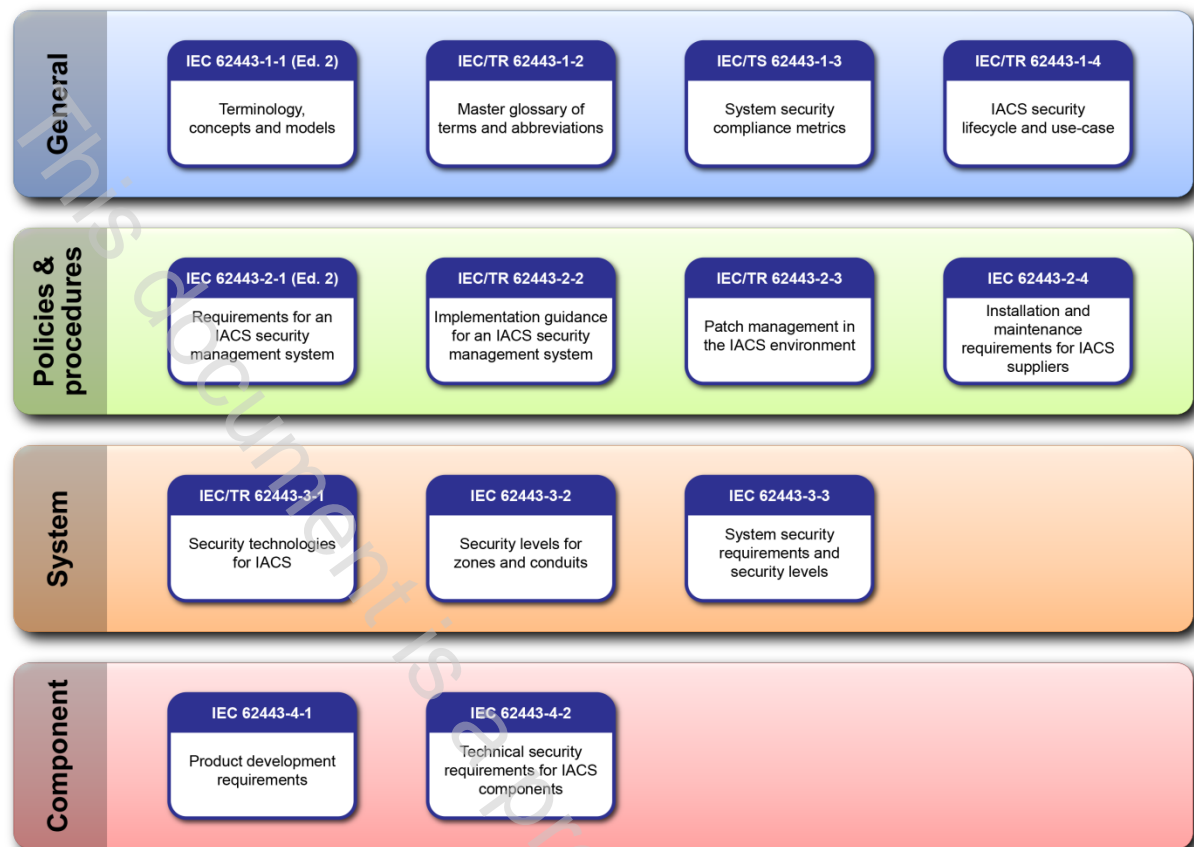 General
IEC 62443-1-1 (Ed. 2)
Terminology,
concepts and models
IEC/TR 62443-1-2
Master glossary of
terms and abbreviations
IEC/TS 62443-1-3
System security
compliance metrics
IEC/TR 62443-1-4
IACS security
lifecycle and use-case
Policies &
procedures
IEC 62443-2-1 (Ed. 2)
Requirements for an
IACS security
management system
IEC/TR 62443-2-2
Implementation guidance
for an IACS security
management system
IEC/TR 62443-2-3
Patch management in
the IACS environment
IEC 62443-2-4
Installation and
maintenance
requirements for IACS
suppliers
System
IEC/TR 62443-3-1
Security technologies
for IACS
IEC 62443-3-2
Security levels for
zones and conduits
IEC 62443-3-3
System security
requirements and
security levels
Component
IEC 62443-4-1
Product development
requirements
IEC 62443-4-2
Technical security
requirements for IACS
components
This document is a